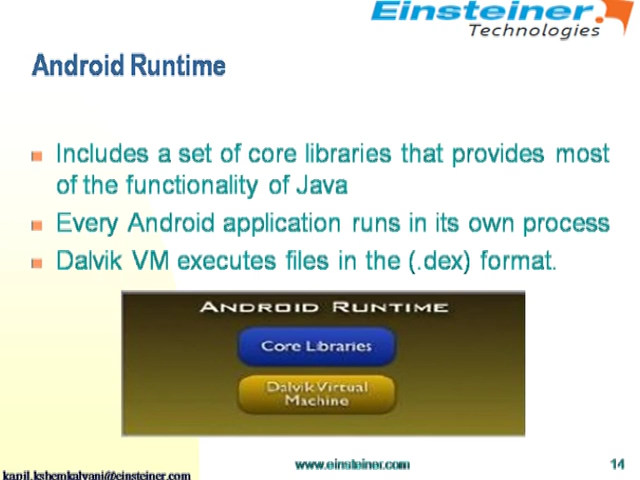 Einsteiner
Technologies
Android Runtime
Includes a set of core libraries that provides most
of the functionality of Java
Every Android application runs in its own process
Dalvik VM executes files in the (.dex) format.
ANDROID RUNTIME
Core Libraries
Dalvik Virtual
Machine
www.einsteiner.com
14
kapil.kshemkalyani@einsteiner.com